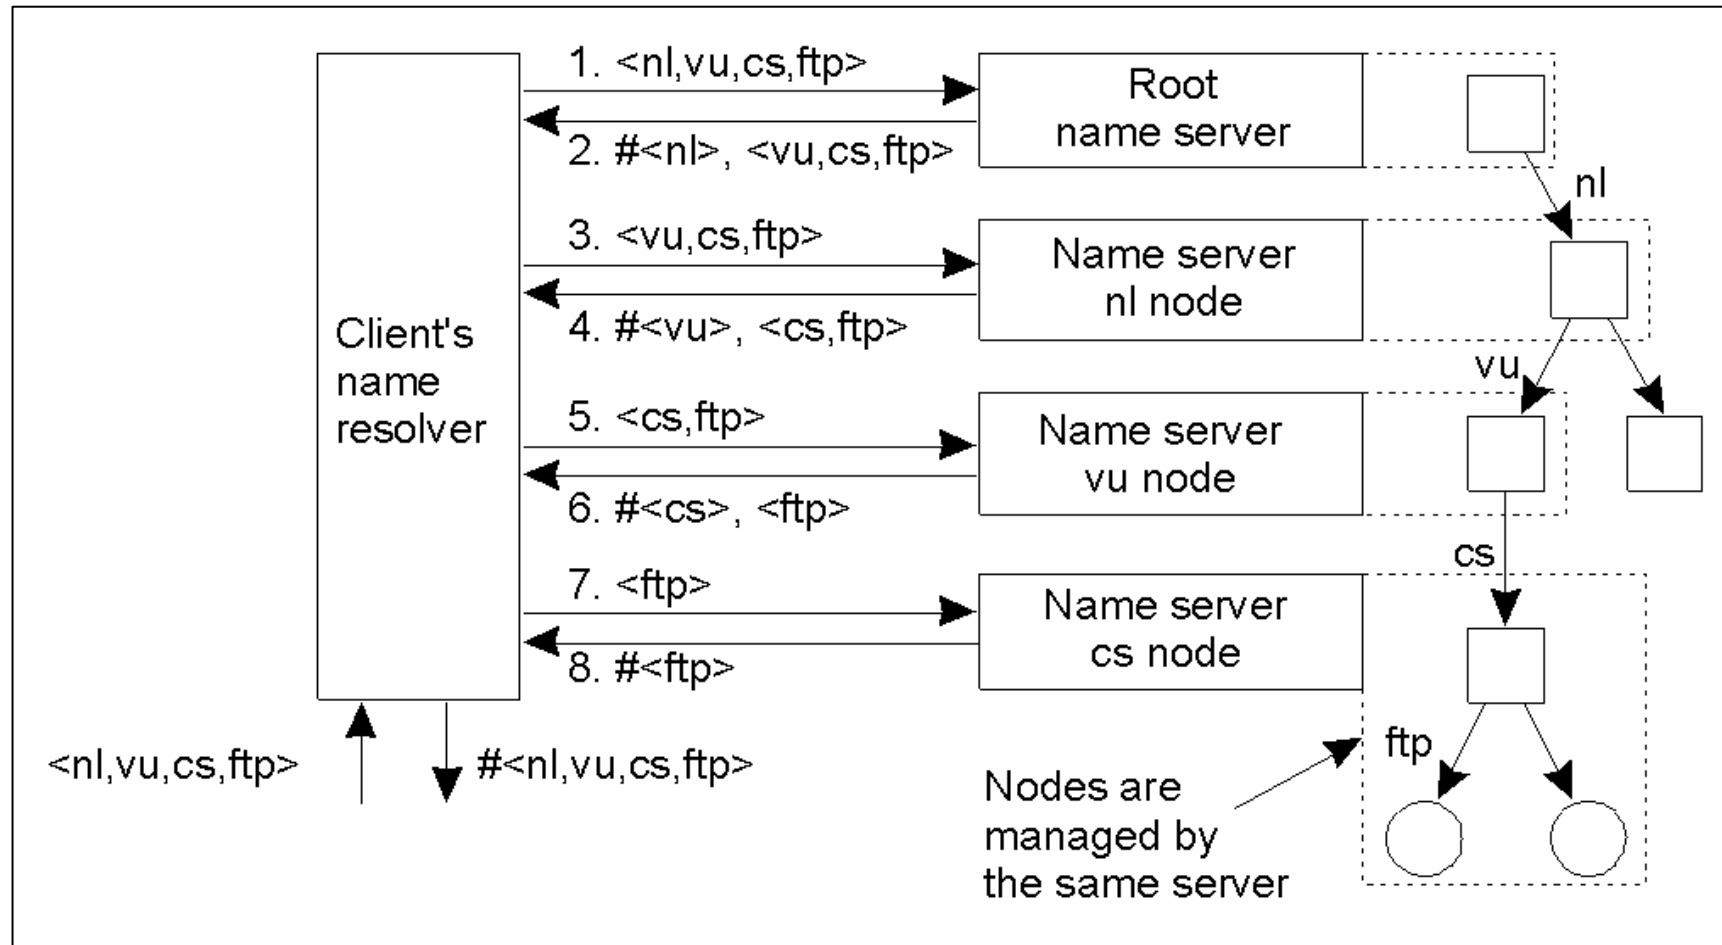 1. <nl,vu,cs,ftp>
2. #<nl>, <vu,cs,ftp>
Root
name server
nl
3. <vu,cs,ftp>
4. #<vu>, <cs,ftp>
Name server
nl node
vu
Client's
name
resolver
5. <cs,ftp>
6. #<cs>, <ftp>
Name server
vu node
cs
7. <ftp>
8. #<ftp>
Name server
cs node
ftp
<nl,vu,cs,ftp>
#<nl,vu,cs,ftp>
Nodes are
managed by
the same server